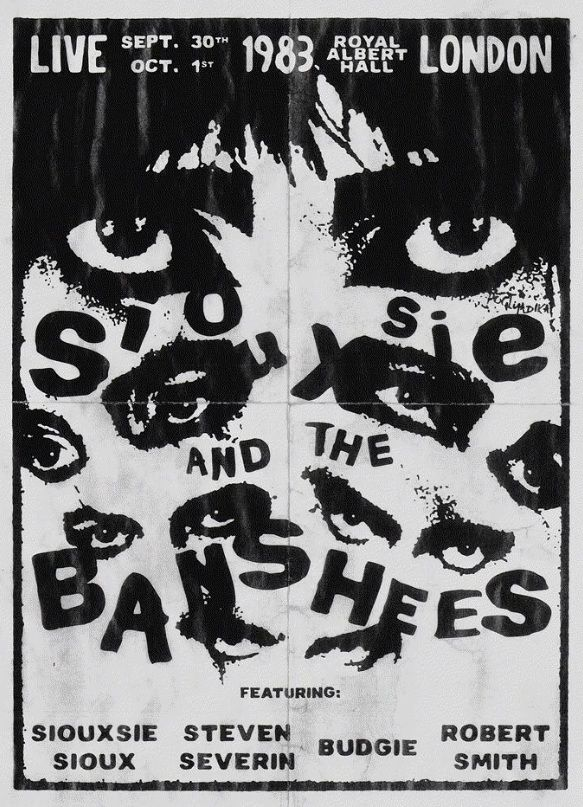 LIVE SEPT. 30TH 1983 ROYAL LONDON
OCT. 1ST ALBERT
HALL
Siouxsie
AND THE
BANSHEES
FEATURING:
SIOUXSIE STEVEN BUDGIE ROBERT
SIOUX SEVERIN SMITH